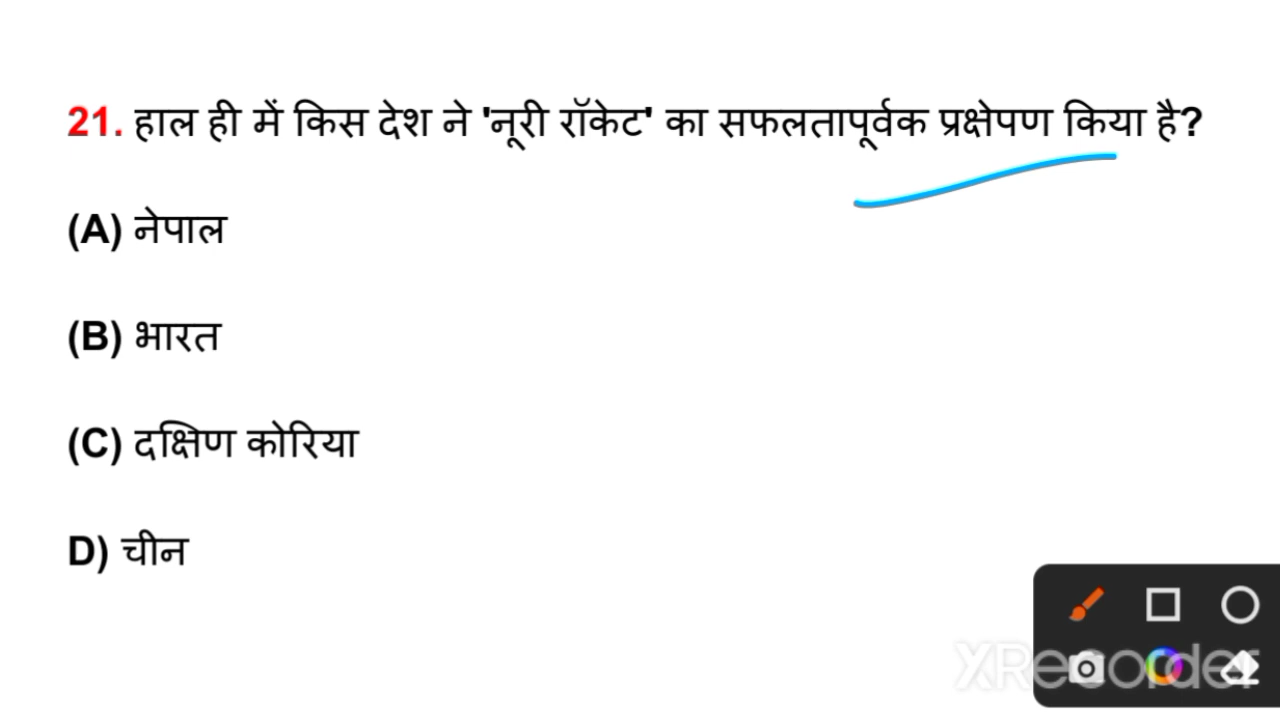 21. हाल ही में किस देश ने 'नूरी रॉकेट' का सफलतापूर्वक प्रक्षेपण किया है?
(A) नेपाल
(B) भारत
(C) दक्षिण कोरिया
D) चीन
XRecorder